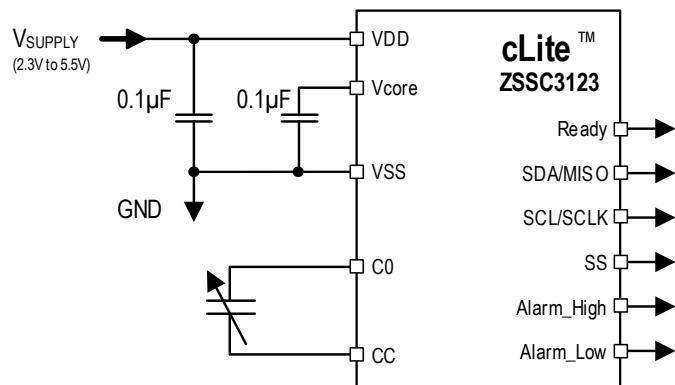 VSUPPLY
(2.3V to 5.5V)
VDD
cLite™
ZSSC3123
0.1µF
0.1µF
Vcore
Ready
VSS
SDA/MISO
GND
SCL/SCLK
C0
SS
Alarm_High
CC
Alarm_Low